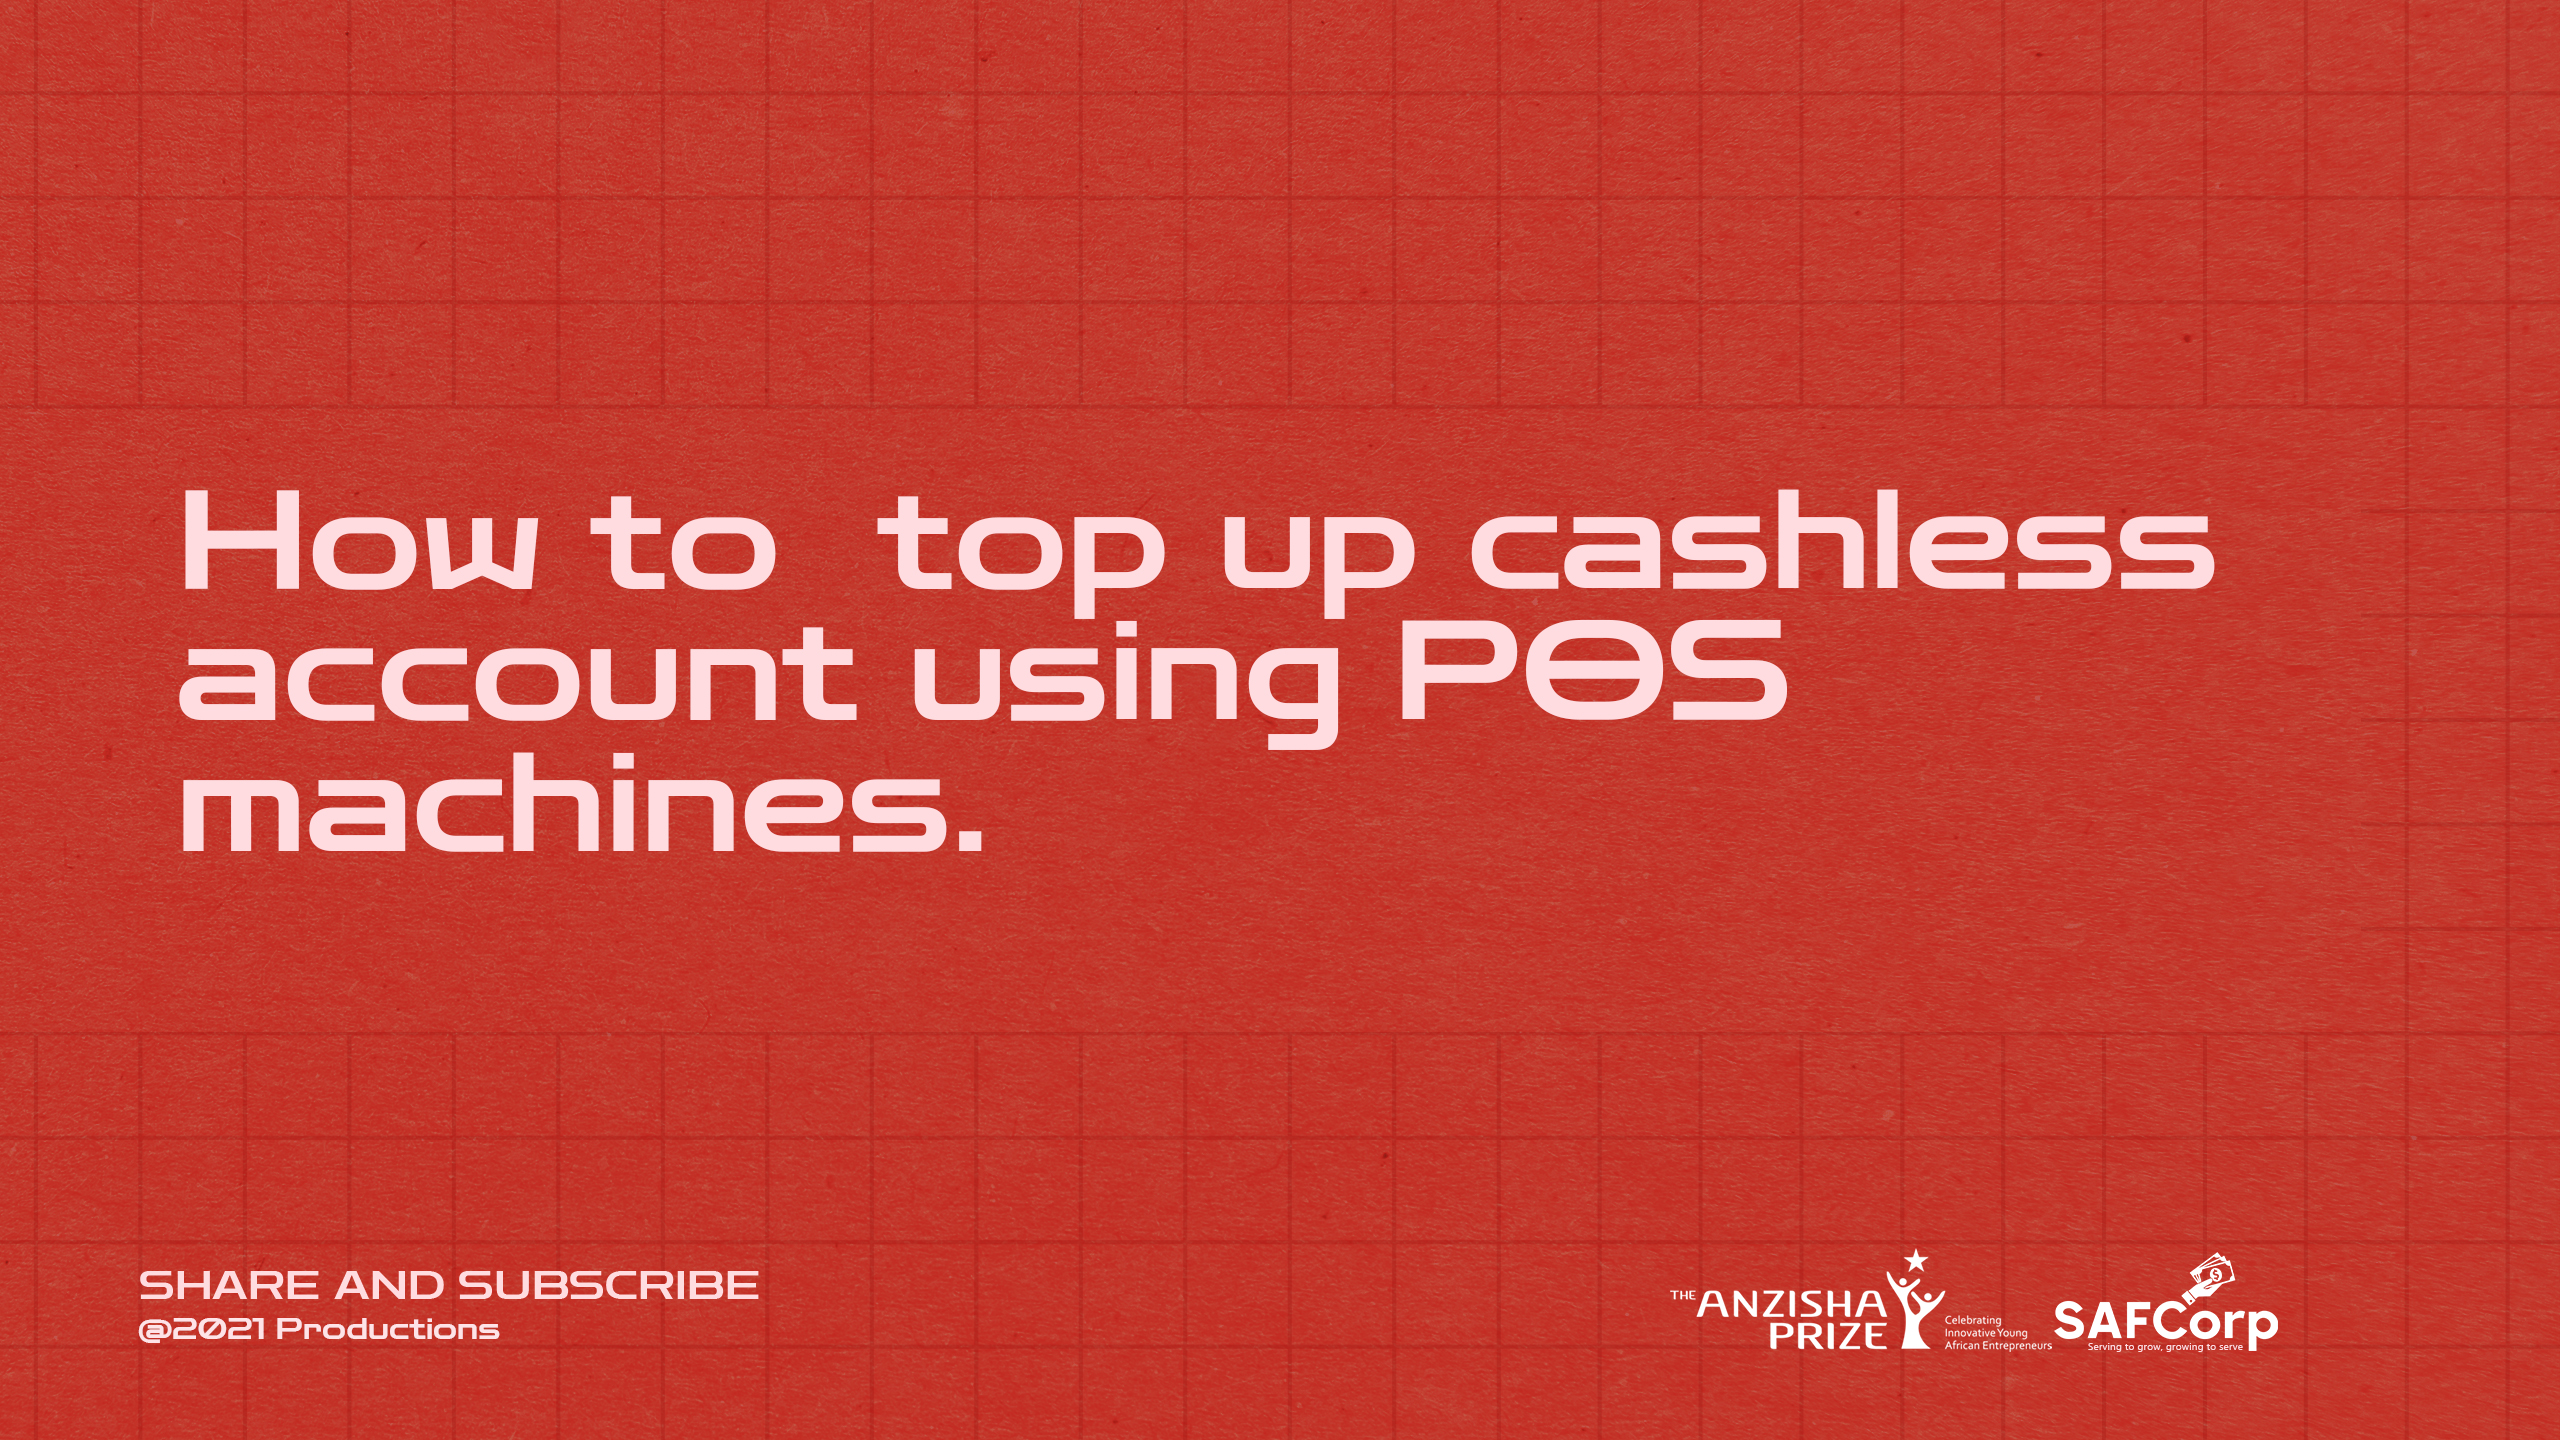 How to  top up cashless
account using POS
machines.
SHARE AND SUBSCRIBE
@2021 Productions
THE ANZISHA
PRIZE
Celebrating
Innovative Young
African Entrepreneurs
SAFCorp
Serving to grow, growing to serve